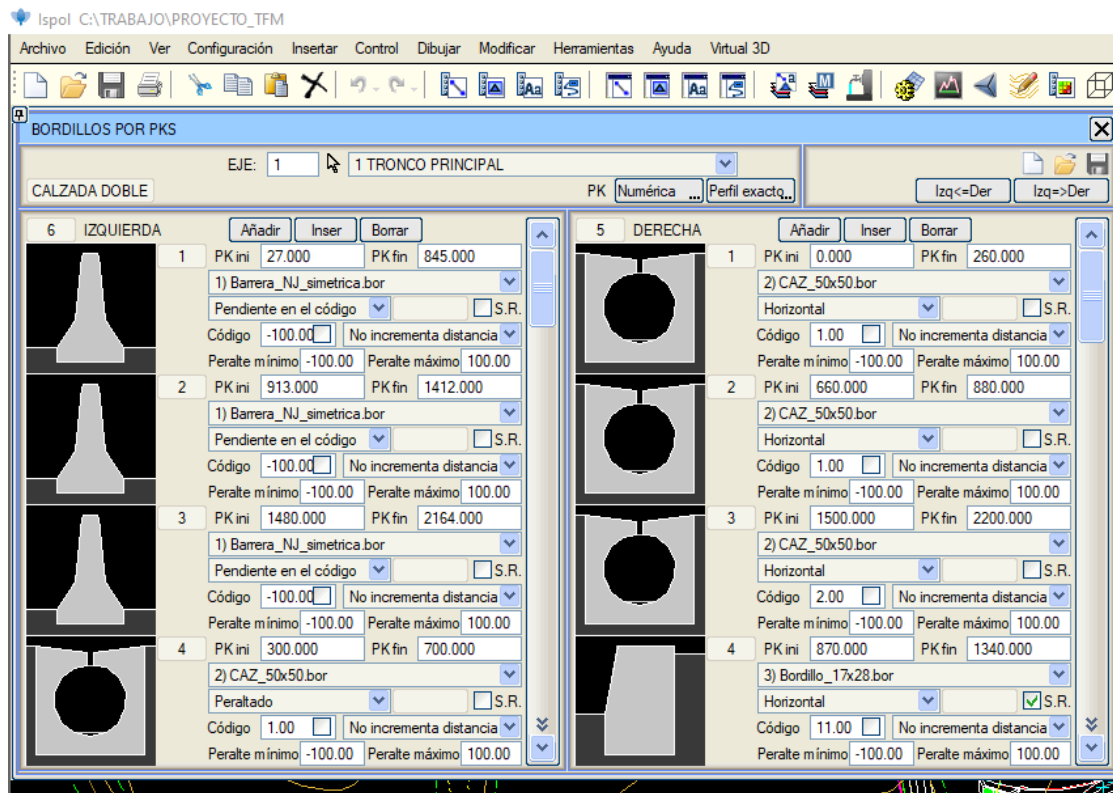 Ispol C:\TRABAJO\PROYECTO_TFM
Archivo Edición Ver Configuración Insertar Control Dibujar Modificar Herramientas Ayuda Virtual 3D
BORDILLOS POR PKS
EJE: 1 1 TRONCO PRINCIPAL
CALZADA DOBLE PK Numérica ... Perfil exacto... Izq<=Der Izq=>Der
6 IZQUIERDA Añadir Inser Borrar
1 PK ini 27.000 PK fin 845.000
1) Barrera_NJ_simetrica.bor
Pendiente en el código S.R.
Código -100.00 No incrementa distancia
Peralte mínimo -100.00 Peralte máximo 100.00
2 PK ini 913.000 PK fin 1412.000
1) Barrera_NJ_simetrica.bor
Pendiente en el código S.R.
Código -100.00 No incrementa distancia
Peralte mínimo -100.00 Peralte máximo 100.00
3 PK ini 1480.000 PK fin 2164.000
1) Barrera_NJ_simetrica.bor
Pendiente en el código S.R.
Código -100.00 No incrementa distancia
Peralte mínimo -100.00 Peralte máximo 100.00
4 PK ini 300.000 PK fin 700.000
2) CAZ_50x50.bor
Peraltado S.R.
Código 1.00 No incrementa distancia
Peralte mínimo -100.00 Peralte máximo 100.00
5 DERECHA Añadir Inser Borrar
1 PK ini 0.000 PK fin 260.000
2) CAZ_50x50.bor
Horizontal S.R.
Código 1.00 No incrementa distancia
Peralte mínimo -100.00 Peralte máximo 100.00
2 PK ini 660.000 PK fin 880.000
2) CAZ_50x50.bor
Horizontal S.R.
Código 1.00 No incrementa distancia
Peralte mínimo -100.00 Peralte máximo 100.00
3 PK ini 1500.000 PK fin 2200.000
2) CAZ_50x50.bor
Horizontal S.R.
Código 2.00 No incrementa distancia
Peralte mínimo -100.00 Peralte máximo 100.00
4 PK ini 870.000 PK fin 1340.000
3) Bordillo_17x28.bor
Horizontal S.R.
Código 11.00 No incrementa distancia
Peralte mínimo -100.00 Peralte máximo 100.00